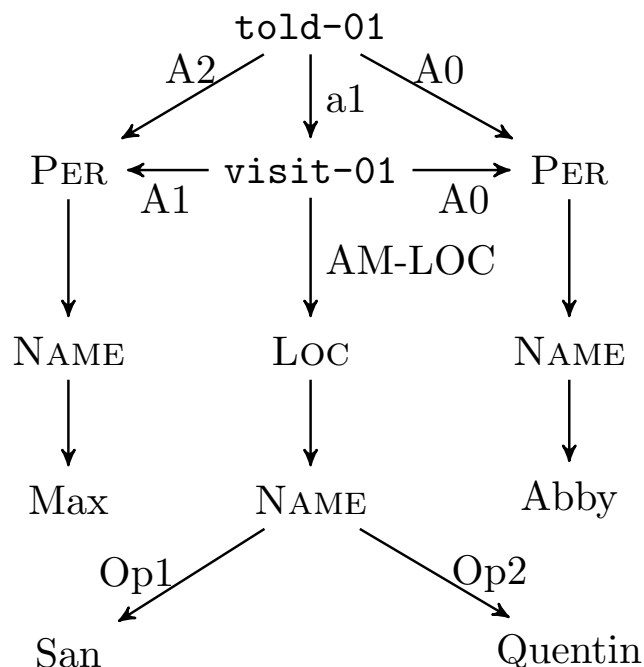 told-01
A2 A0
a1
PER visit-01 PER
A1 A0
AM-LOC
NAME LOC NAME
Max NAME Abby
Op1 Op2
San Quentin